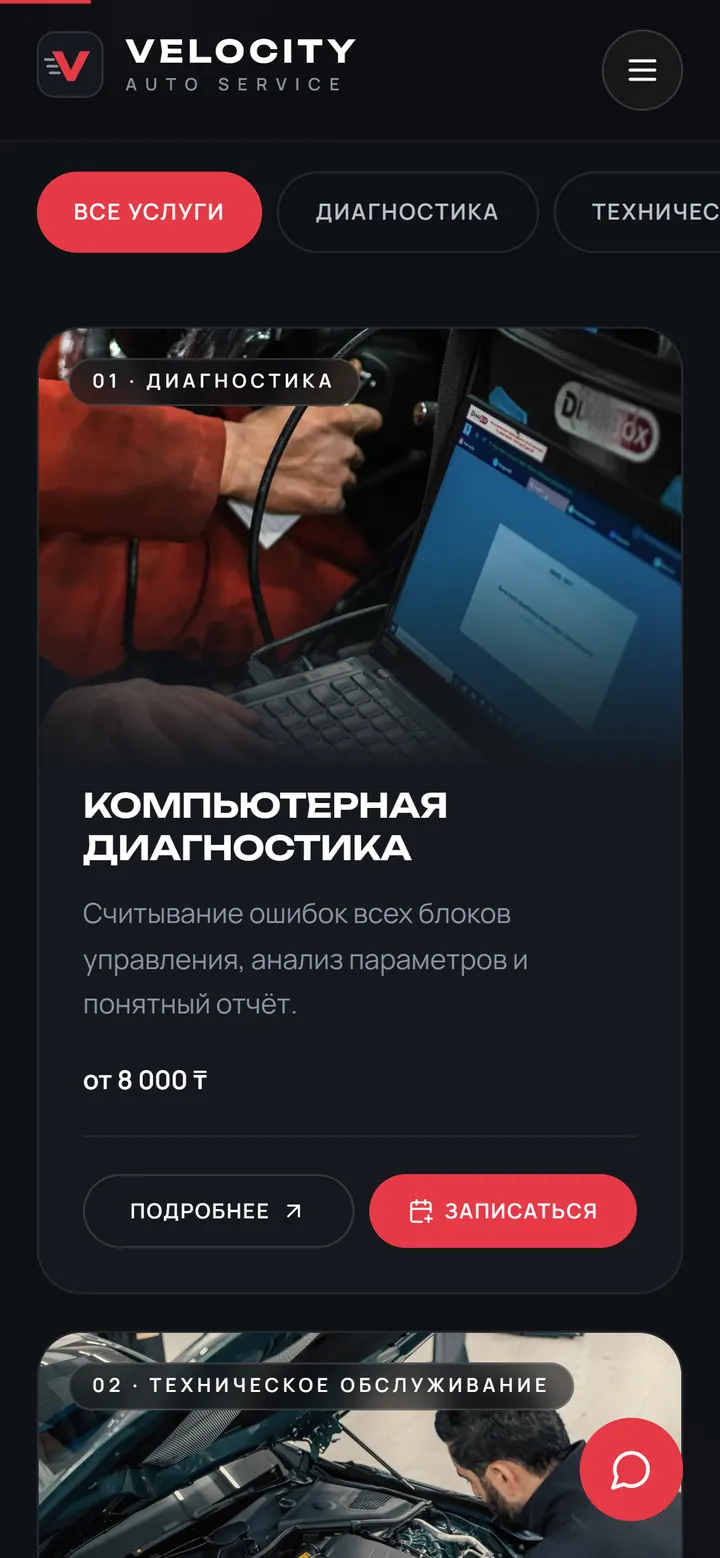 VELOCITY
AUTO SERVICE
ВСЕ УСЛУГИ
ДИАГНОСТИКА
ТЕХНИЧЕС
01 · ДИАГНОСТИКА
КОМПЬЮТЕРНАЯ
ДИАГНОСТИКА
Считывание ошибок всех блоков
управления, анализ параметров и
понятный отчёт.
от 8 000 ₸
ПОДРОБНЕЕ
ЗАПИСАТЬСЯ
02 · ТЕХНИЧЕСКОЕ ОБСЛУЖИВАНИЕ